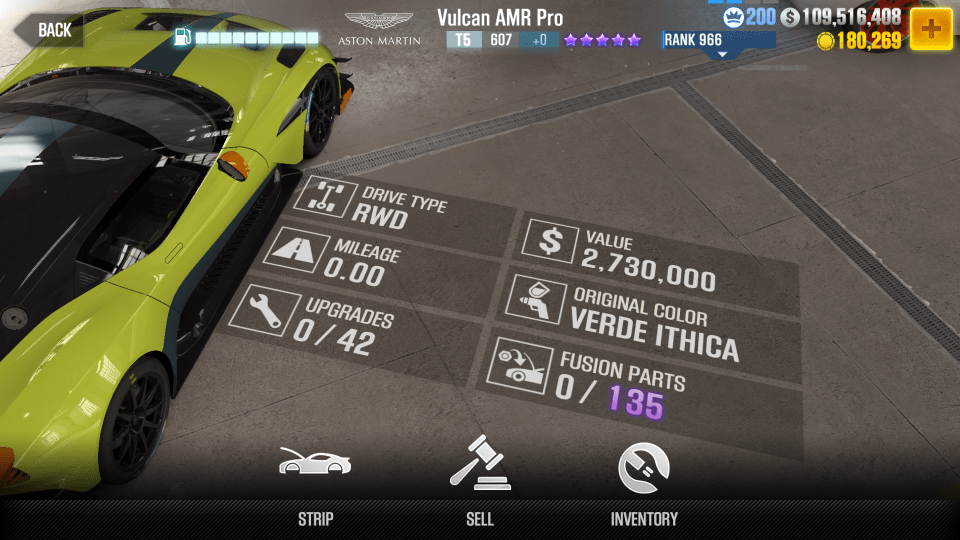 BACK
ASTON MARTIN
Vulcan AMR Pro
T5 607 +0
RANK 966
200 $ 109,516,408
180,269
DRIVE TYPE
RWD
MILEAGE
0.00
UPGRADES
0 / 42
$ VALUE
2,730,000
ORIGINAL COLOR
VERDE ITHICA
FUSION PARTS
0 / 135
STRIP
SELL
INVENTORY